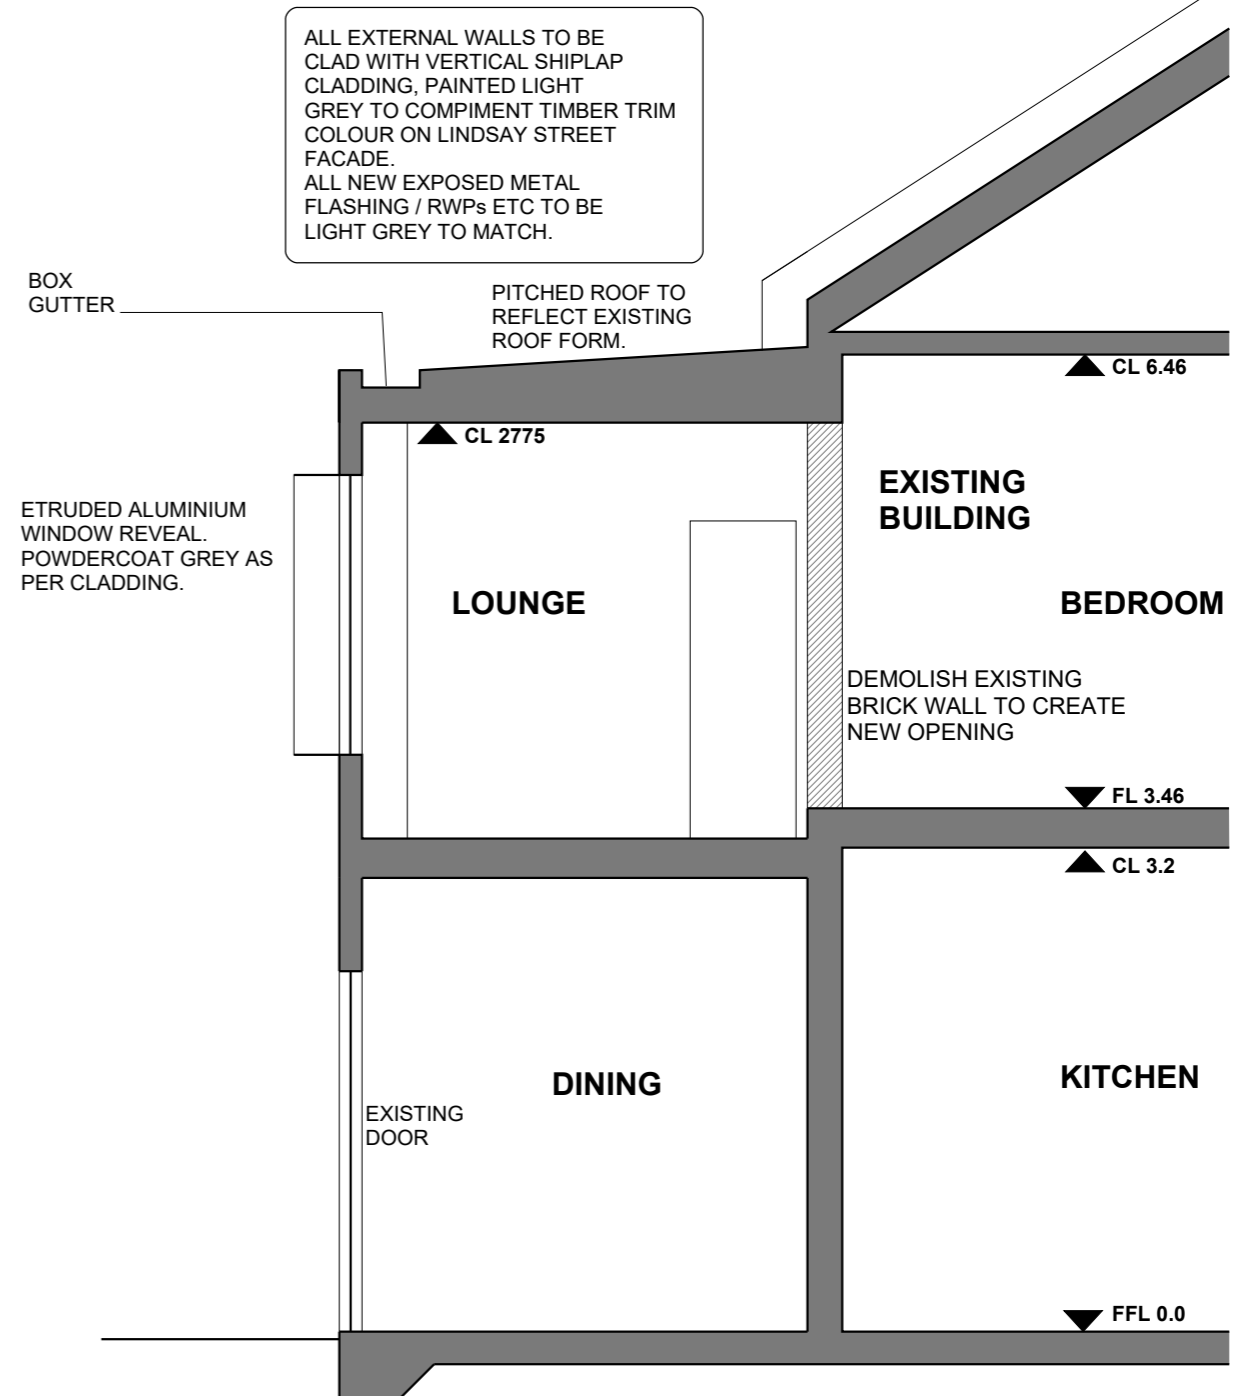 ALL EXTERNAL WALLS TO BE
CLAD WITH VERTICAL SHIPLAP
CLADDING, PAINTED LIGHT
GREY TO COMPIMENT TIMBER TRIM
COLOUR ON LINDSAY STREET
FACADE.
ALL NEW EXPOSED METAL
FLASHING / RWPs ETC TO BE
LIGHT GREY TO MATCH.
BOX
GUTTER
PITCHED ROOF TO
REFLECT EXISTING
ROOF FORM.
CL 6.46
CL 2775
EXISTING
BUILDING
ETRUDED ALUMINIUM
WINDOW REVEAL.
POWDERCOAT GREY AS
PER CLADDING.
LOUNGE
BEDROOM
DEMOLISH EXISTING
BRICK WALL TO CREATE
NEW OPENING
FL 3.46
CL 3.2
DINING
KITCHEN
EXISTING
DOOR
FFL 0.0